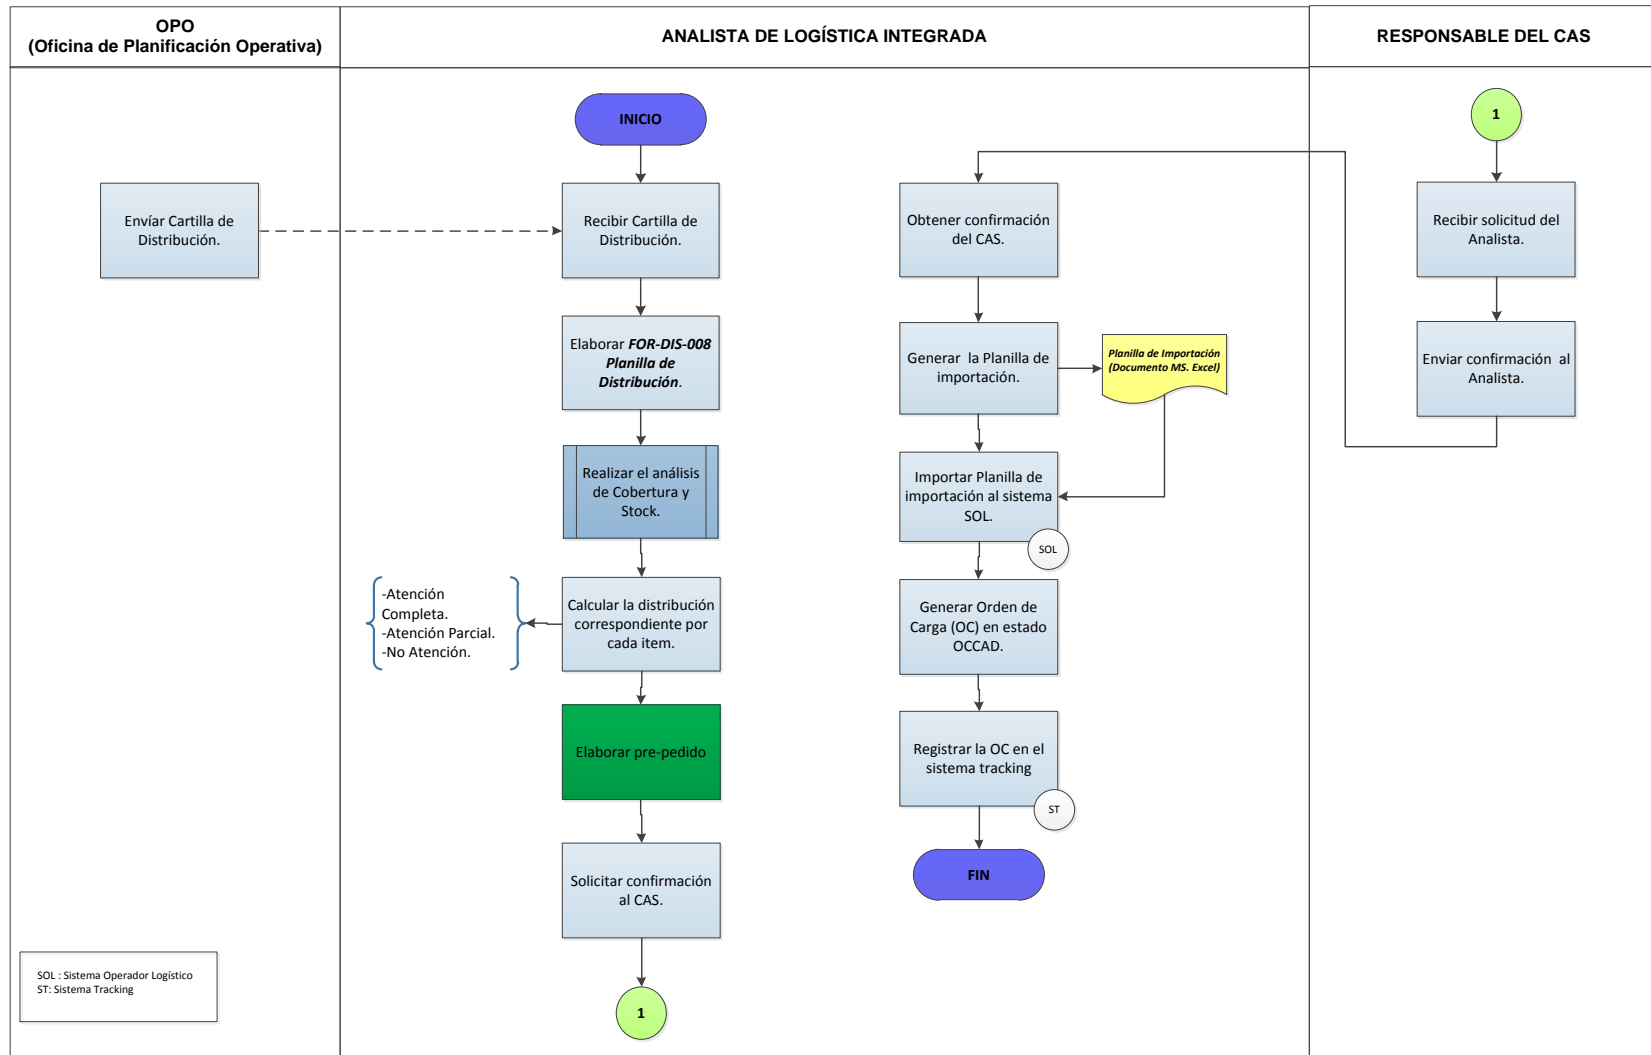 OPO
(Oficina de Planificación Operativa)
ANALISTA DE LOGÍSTICA INTEGRADA
RESPONSABLE DEL CAS
Envíar Cartilla de
Distribución.
SOL : Sistema Operador Logístico
ST: Sistema Tracking
INICIO
Recibir Cartilla de
Distribución.
Elaborar FOR-DIS-008
Planilla de
Distribución.
Realizar el análisis
de Cobertura y
Stock.
-Atención
Completa.
-Atención Parcial.
-No Atención.
Calcular la distribución
correspondiente por
cada item.
Elaborar pre-pedido
Solicitar confirmación
al CAS.
1
Obtener confirmación
del CAS.
Generar  la Planilla de
importación.
Planilla de Importación
(Documento MS. Excel)
Importar Planilla de
importación al sistema
SOL.
SOL
Generar Orden de
Carga (OC) en estado
OCCAD.
Registrar la OC en el
sistema tracking
ST
FIN
1
Recibir solicitud del
Analista.
Enviar confirmación  al
Analista.